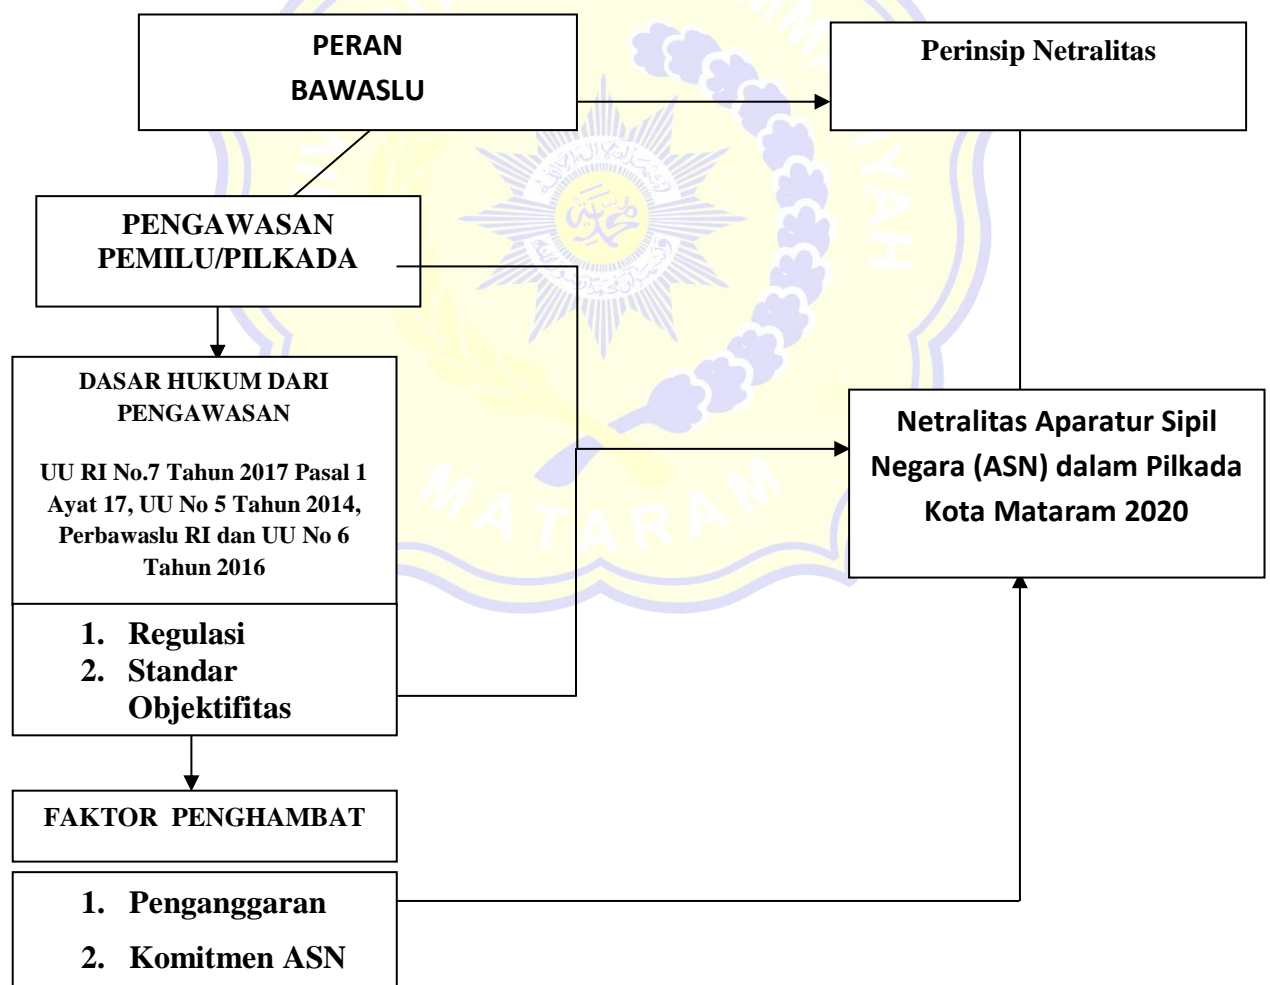 PERAN
BAWASLU
Perinsip Netralitas
PENGAWASAN
PEMILU/PILKADA
DASAR HUKUM DARI
PENGAWASAN
UU RI No.7 Tahun 2017 Pasal 1
Ayat 17, UU No 5 Tahun 2014,
Perbawaslu RI dan UU No 6
Tahun 2016
Netralitas Aparatur Sipil
Negara (ASN) dalam Pilkada
Kota Mataram 2020
1. Regulasi
2. Standar
Objektifitas
FAKTOR PENGHAMBAT
1. Penganggaran
2. Komitmen ASN
MATARAM